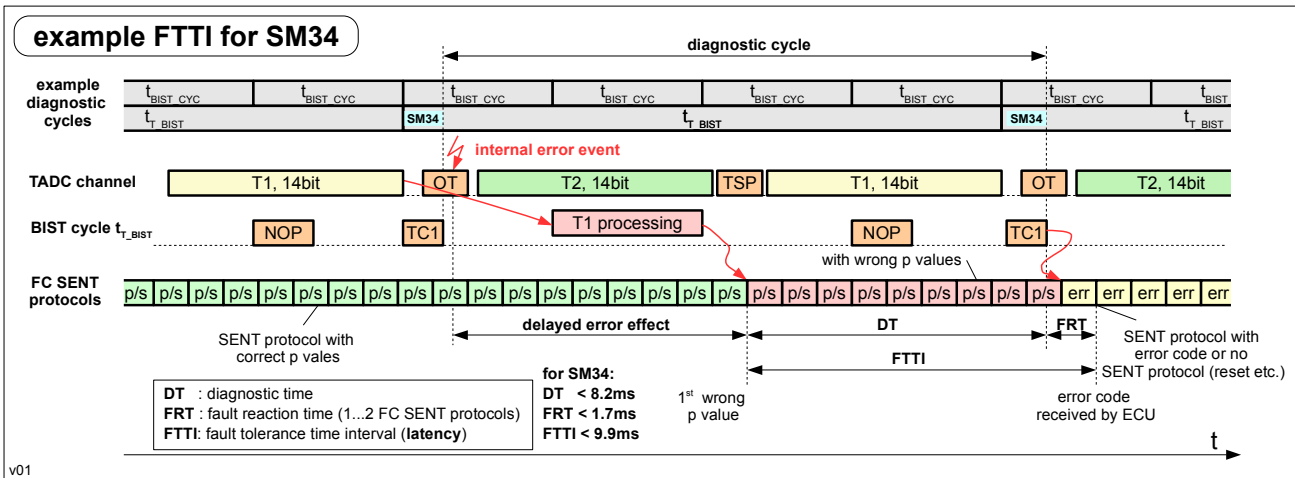 example FTTI for SM34
diagnostic cycle
example diagnostic cycles
tBIST_CYC tBIST_CYC tBIST_CYC tBIST_CYC tBIST_CYC tBIST_CYC tBIST_CYC tBIST
tT_BIST SM34 tT_BIST SM34 tT_BIST
internal error event
TADC channel
T1, 14bit OT T2, 14bit TSP T1, 14bit OT T2, 14bit
BIST cycle tT_BIST
NOP TC1 T1 processing NOP TC1
with wrong p values
FC SENT protocols
p/s p/s p/s p/s p/s p/s p/s p/s p/s p/s p/s p/s p/s p/s p/s p/s p/s p/s p/s p/s p/s p/s p/s p/s p/s p/s p/s err err err err err
SENT protocol with
correct p vales
delayed error effect
DT
FRT
FTTI
SENT protocol with
error code or no
SENT protocol (reset etc.)
DT : diagnostic time
FRT : fault reaction time (1...2 FC SENT protocols)
FTTI: fault tolerance time interval (latency)
for SM34:
DT < 8.2ms
FRT < 1.7ms
FTTI < 9.9ms
1st wrong
p value
error code
received by ECU
t
v01